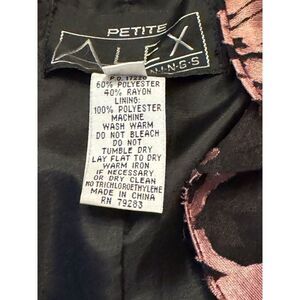 PETITE
ALEX
P.O. 17226
60% POLYESTER
40% RAYON
LINING:
100% POLYESTER
MACHINE
WASH WARM
DO NOT BLEACH
DO NOT
TUMBLE DRY
LAY FLAT TO DRY
WARM IRON
IF NECESSARY
OR DRY CLEAN
NO TRICHLOROETHYLENE
MADE IN CHINA
RN 79283